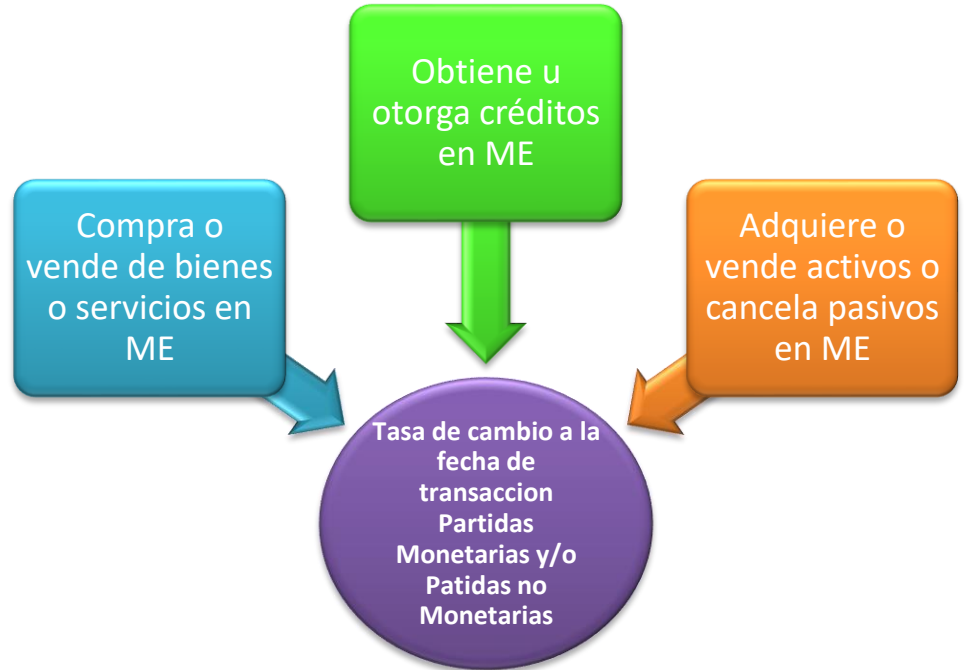 Obtiene u
otorga créditos
en ME
Compra o
vende de bienes
o servicios en
ME
Adquiere o
vende activos o
cancela pasivos
en ME
Tasa de cambio a la
fecha de
transaccion
Partidas
Monetarias y/o
Patidas no
Monetarias